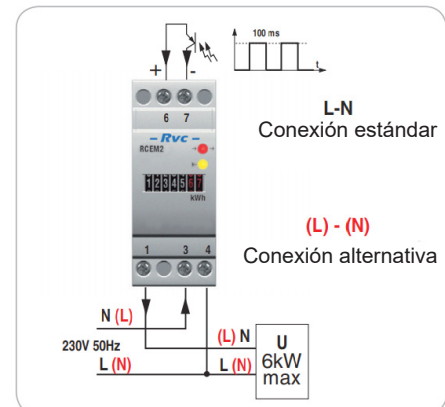 100 ms
t
+ -
6 7
L-N
Conexión estándar
- Rvc -
RCEM2
1 2 3 4 5 6 7
kWh
(L) - (N)
Conexión alternativa
1 3 4
N (L)
(L) N
230V 50Hz
U
6kW
max
L (N)
L (N)